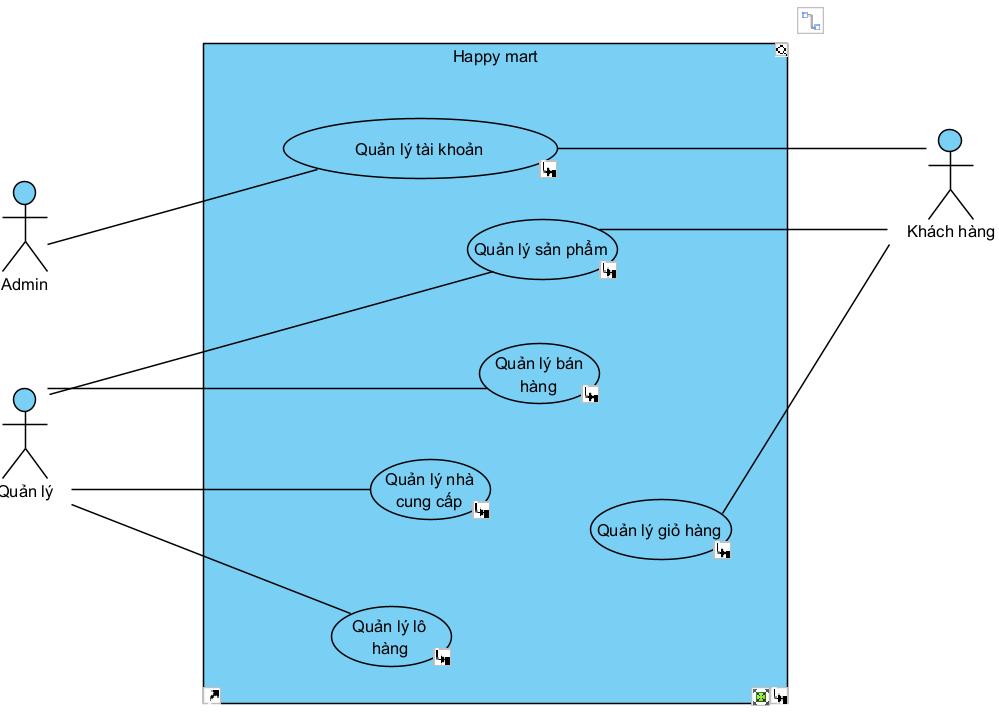 Happy mart
Quản lý tài khoản
Khách hàng
Quản lý sản phẩm
Admin
Quản lý bán
hàng
Quản lý nhà
cung cấp
Quản lý
Quản lý giỏ hàng
Quản lý lô
hàng